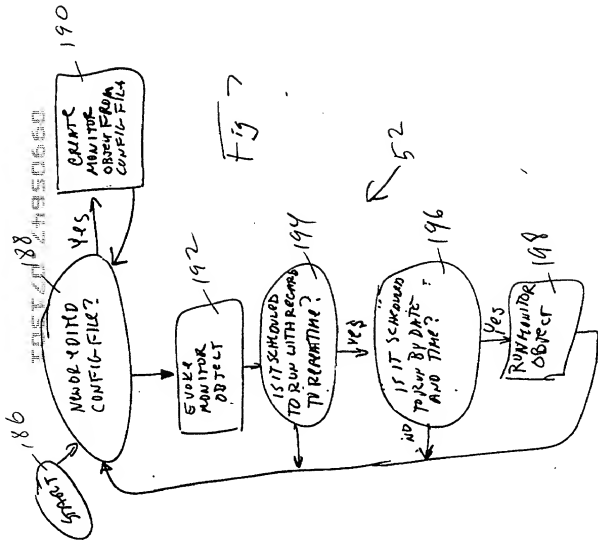 186
START
188
NEW OR EDITED
CONFIG-FILE?
Yes
190
CREATE
MONITOR
OBJECT FROM
CONFIG FILE
192
EVOKE
MONITOR
OBJECT
194
IS IT SCHEDULED
TO RUN WITH REGARD
TO REPEAT TIME?
yes
196
IS IT SCHEDULED
TO RUN BY DATE
AND TIME?
NO
Yes
198
RUN MONITOR
OBJECT
52
Fig 7